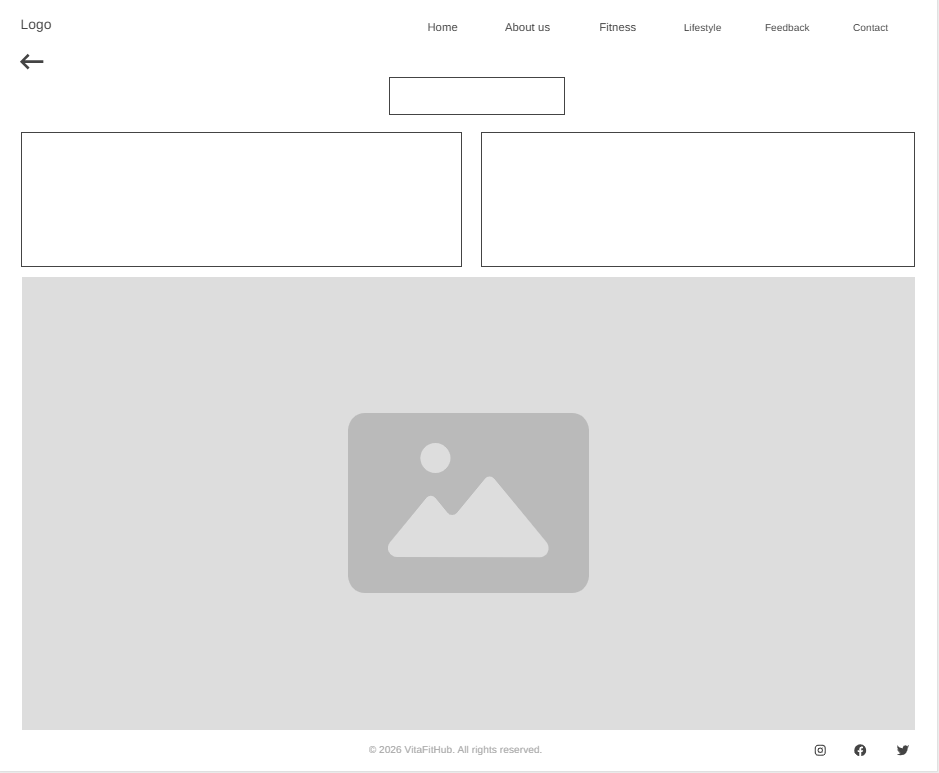 Logo
Home About us Fitness Lifestyle Feedback Contact
© 2026 VitaFitHub. All rights reserved.